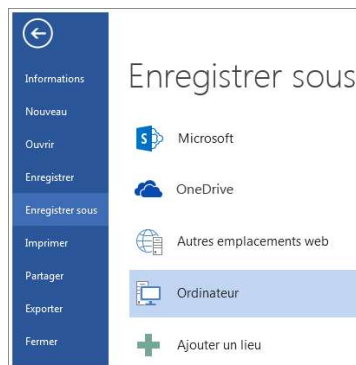 Informations
Nouveau
Ouvrir
Enregistrer
Enregistrer sous
Imprimer
Partager
Exporter
Fermer
Enregistrer sous
S
Microsoft
OneDrive
Autres emplacements web
Ordinateur
Ajouter un lieu